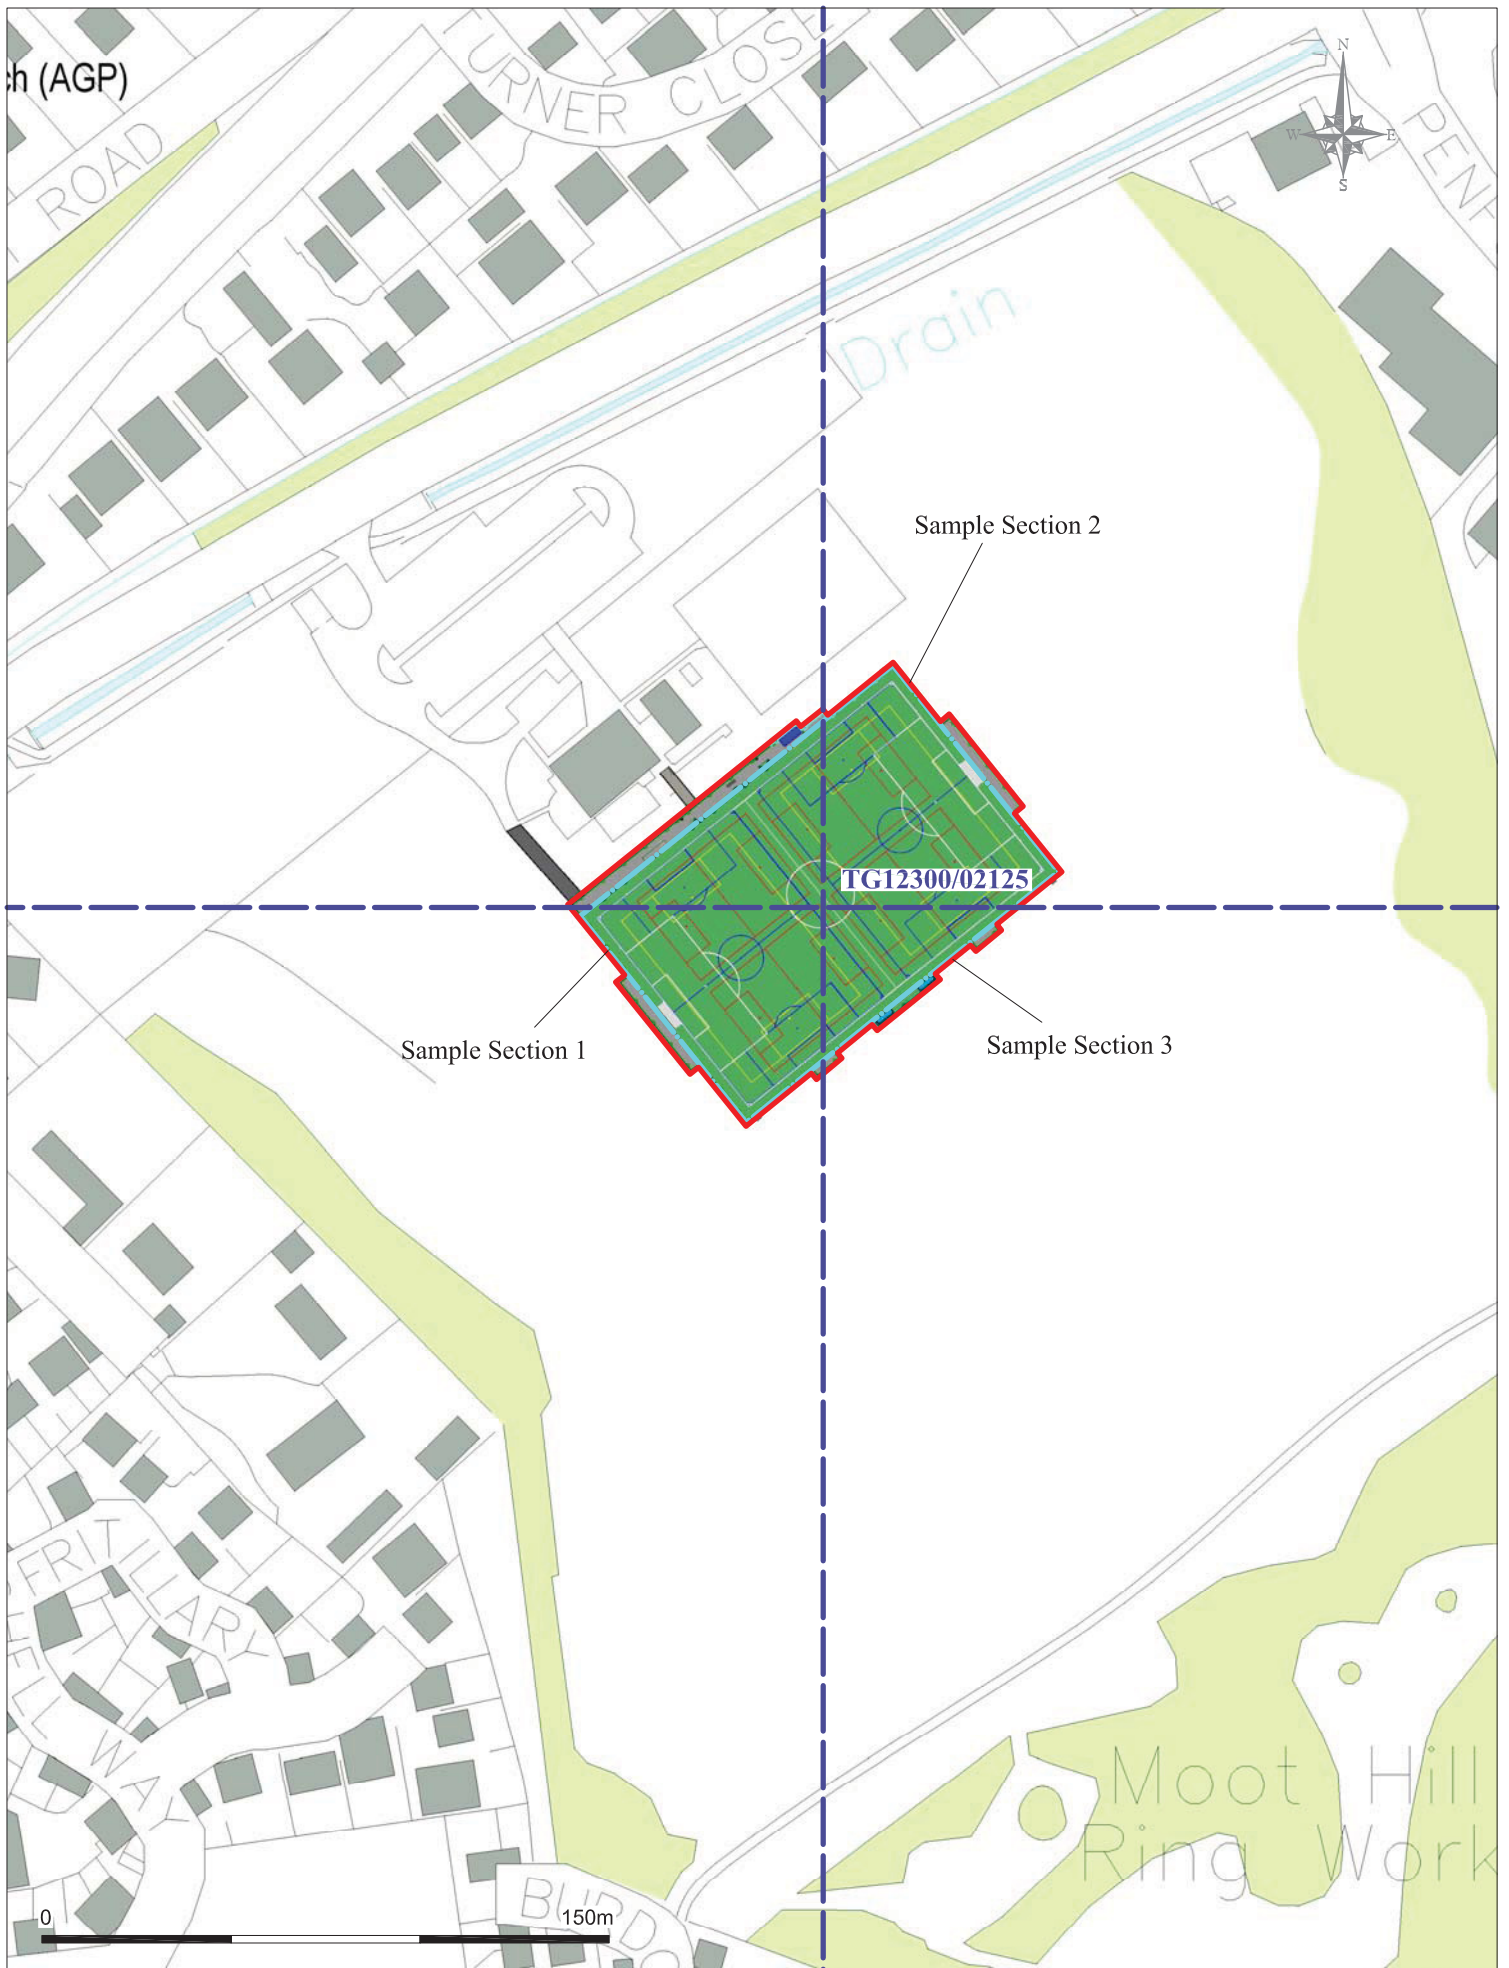 ch (AGP)
ROAD
TURNER CLOSE
N
W E
S
Drain
Sample Section 2
TG12300/02125
Sample Section 1
Sample Section 3
FRITILLARY
WAY
Moot Hill
Ring Work
0 150m